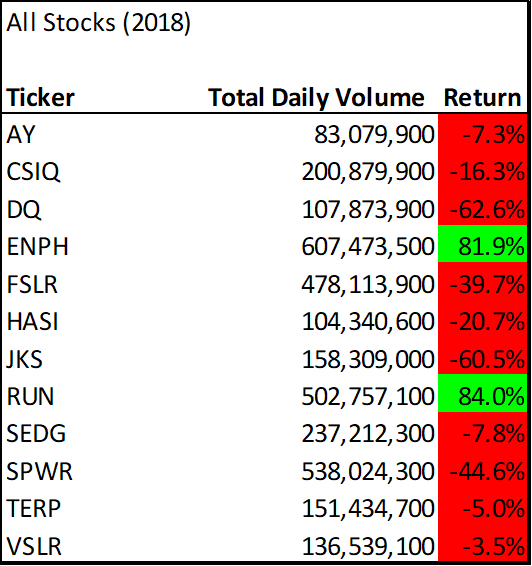 All Stocks (2018)
Ticker Total Daily Volume Return
AY 83,079,900 -7.3%
CSIQ 200,879,900 -16.3%
DQ 107,873,900 -62.6%
ENPH 607,473,500 81.9%
FSLR 478,113,900 -39.7%
HASI 104,340,600 -20.7%
JKS 158,309,000 -60.5%
RUN 502,757,100 84.0%
SEDG 237,212,300 -7.8%
SPWR 538,024,300 -44.6%
TERP 151,434,700 -5.0%
VSLR 136,539,100 -3.5%